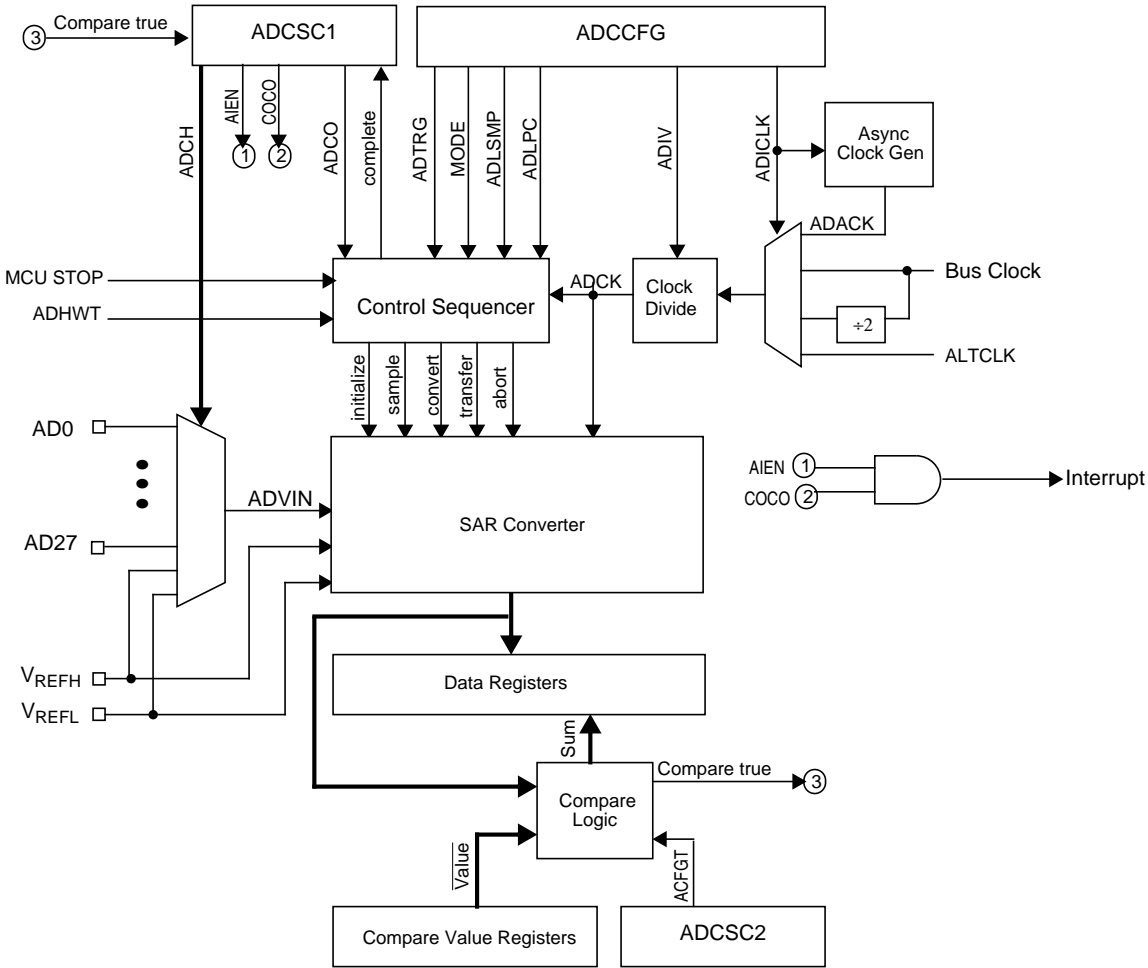 3
Compare true
ADCSC1
ADCCFG
ADCH
AIEN
COCO
ADCO
complete
ADTRG
MODE
ADLSMP
ADLPC
ADIV
ADICLK
1
2
Async
Clock Gen
ADACK
MCU STOP
ADHWT
Control Sequencer
ADCK
Clock
Divide
Bus Clock
÷2
ALTCLK
initialize
sample
convert
transfer
abort
AD0
ADVIN
AD27
SAR Converter
AIEN 1
COCO 2
Interrupt
VREFH
VREFL
Data Registers
Sum
Compare true
3
Compare
Logic
Value
ACFGT
Compare Value Registers
ADCSC2